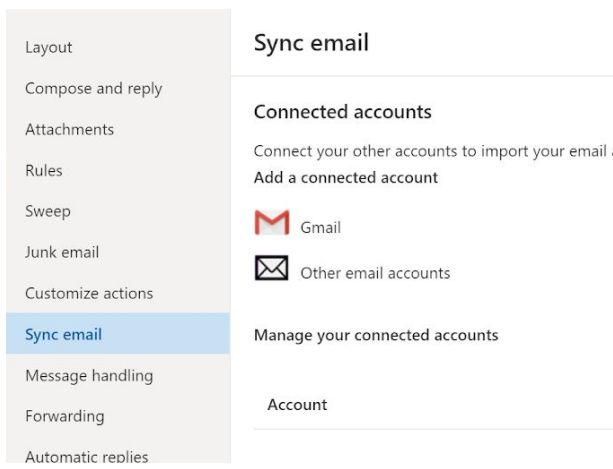 Layout
Compose and reply
Attachments
Rules
Sweep
Junk email
Customize actions
Sync email
Message handling
Forwarding
Automatic replies
Sync email
Connected accounts
Connect your other accounts to import your email
Add a connected account
Gmail
Other email accounts
Manage your connected accounts
Account